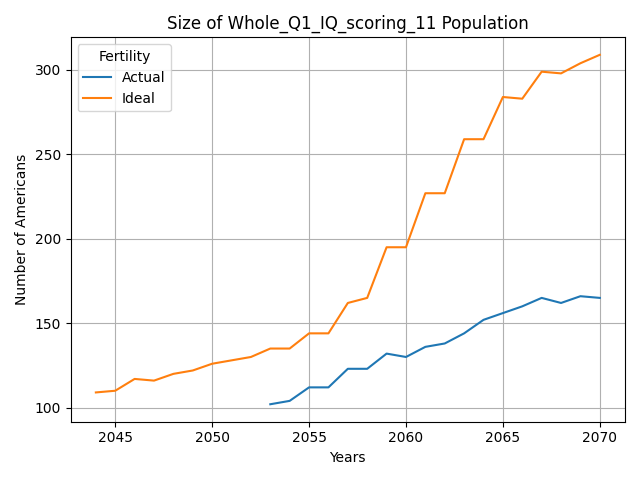 Size of Whole_Q1_IQ_scoring_11 Population
Fertility
Actual
Ideal
Number of Americans
300
250
200
150
100
2045 2050 2055 2060 2065 2070
Years